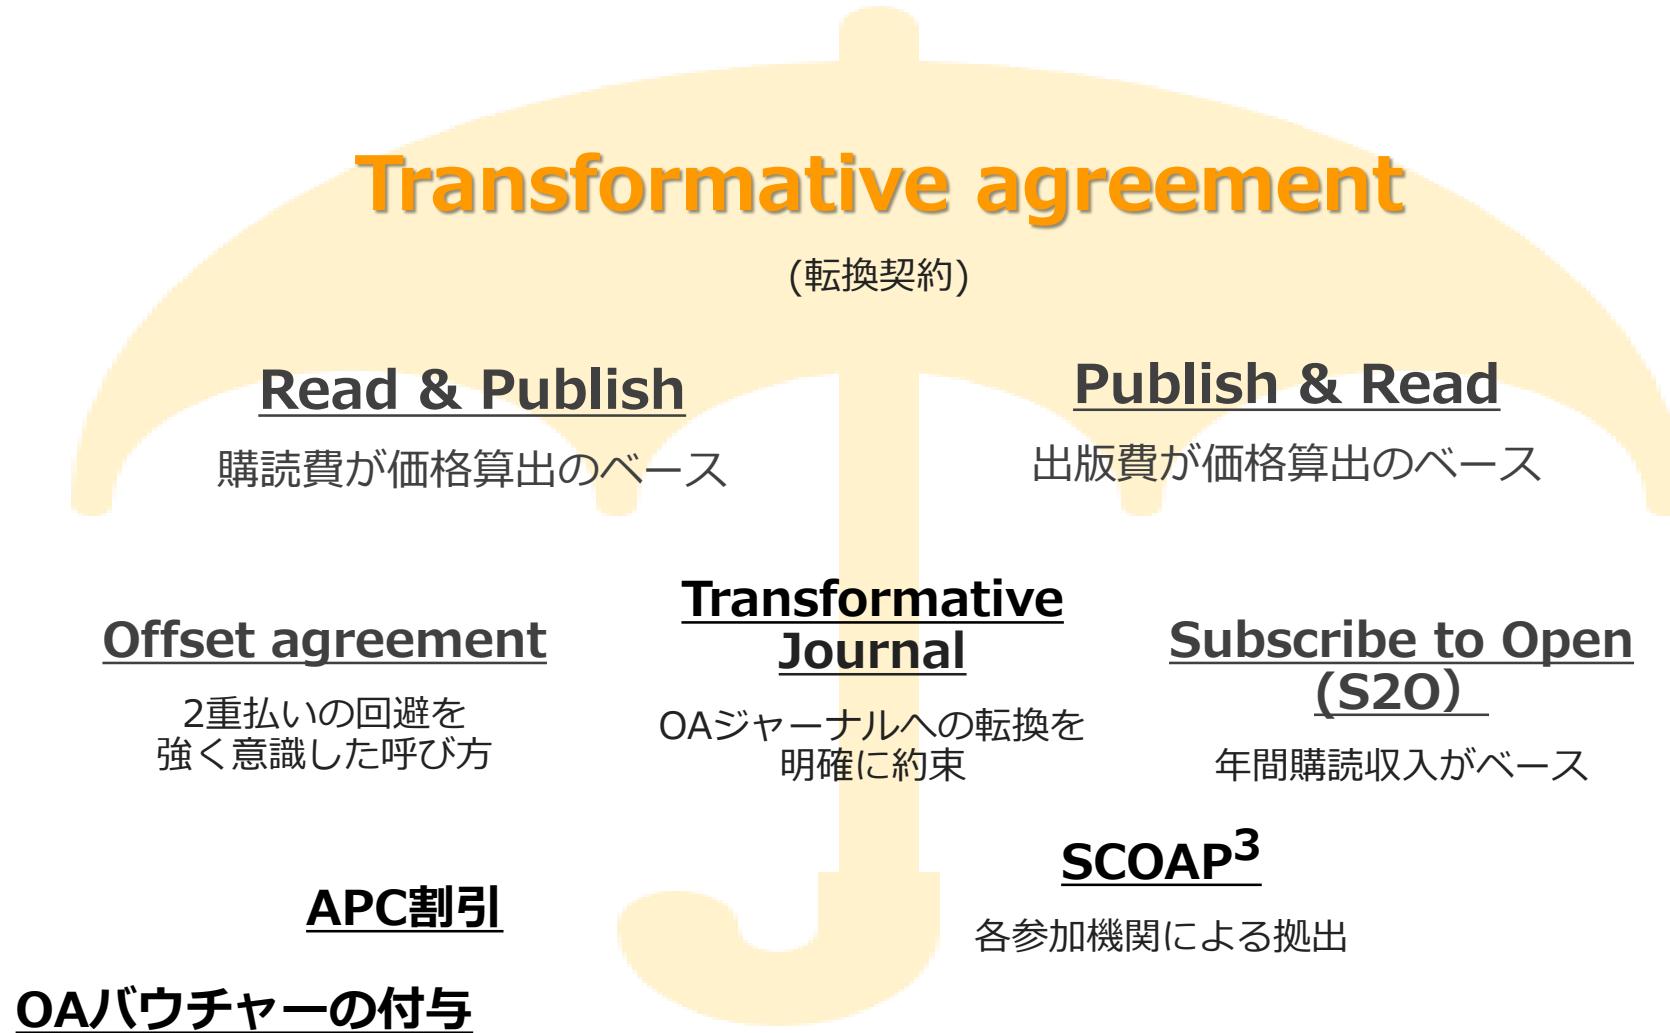 Transformative agreement
(転換契約)
Read & Publish
購読費が価格算出のベース
Publish & Read
出版費が価格算出のベース
Offset agreement
2重払いの回避を
強く意識した呼び方
Transformative
Journal
OAジャーナルへの転換を
明確に約束
Subscribe to Open
(S2O）
年間購読収入がベース
SCOAP³
各参加機関による拠出
APC割引
OAバウチャーの付与